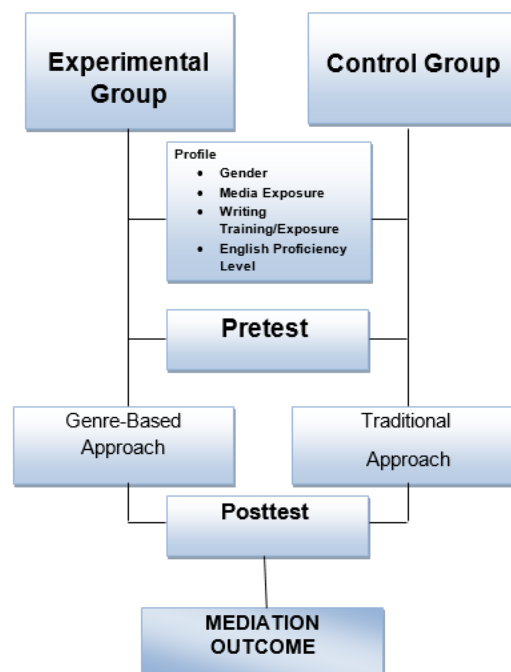 Experimental
Group
Control Group
Profile
• Gender
• Media Exposure
• Writing
Training/Exposure
• English Proficiency
Level
Pretest
Genre-Based
Approach
Traditional
Approach
Posttest
MEDIATION
OUTCOME